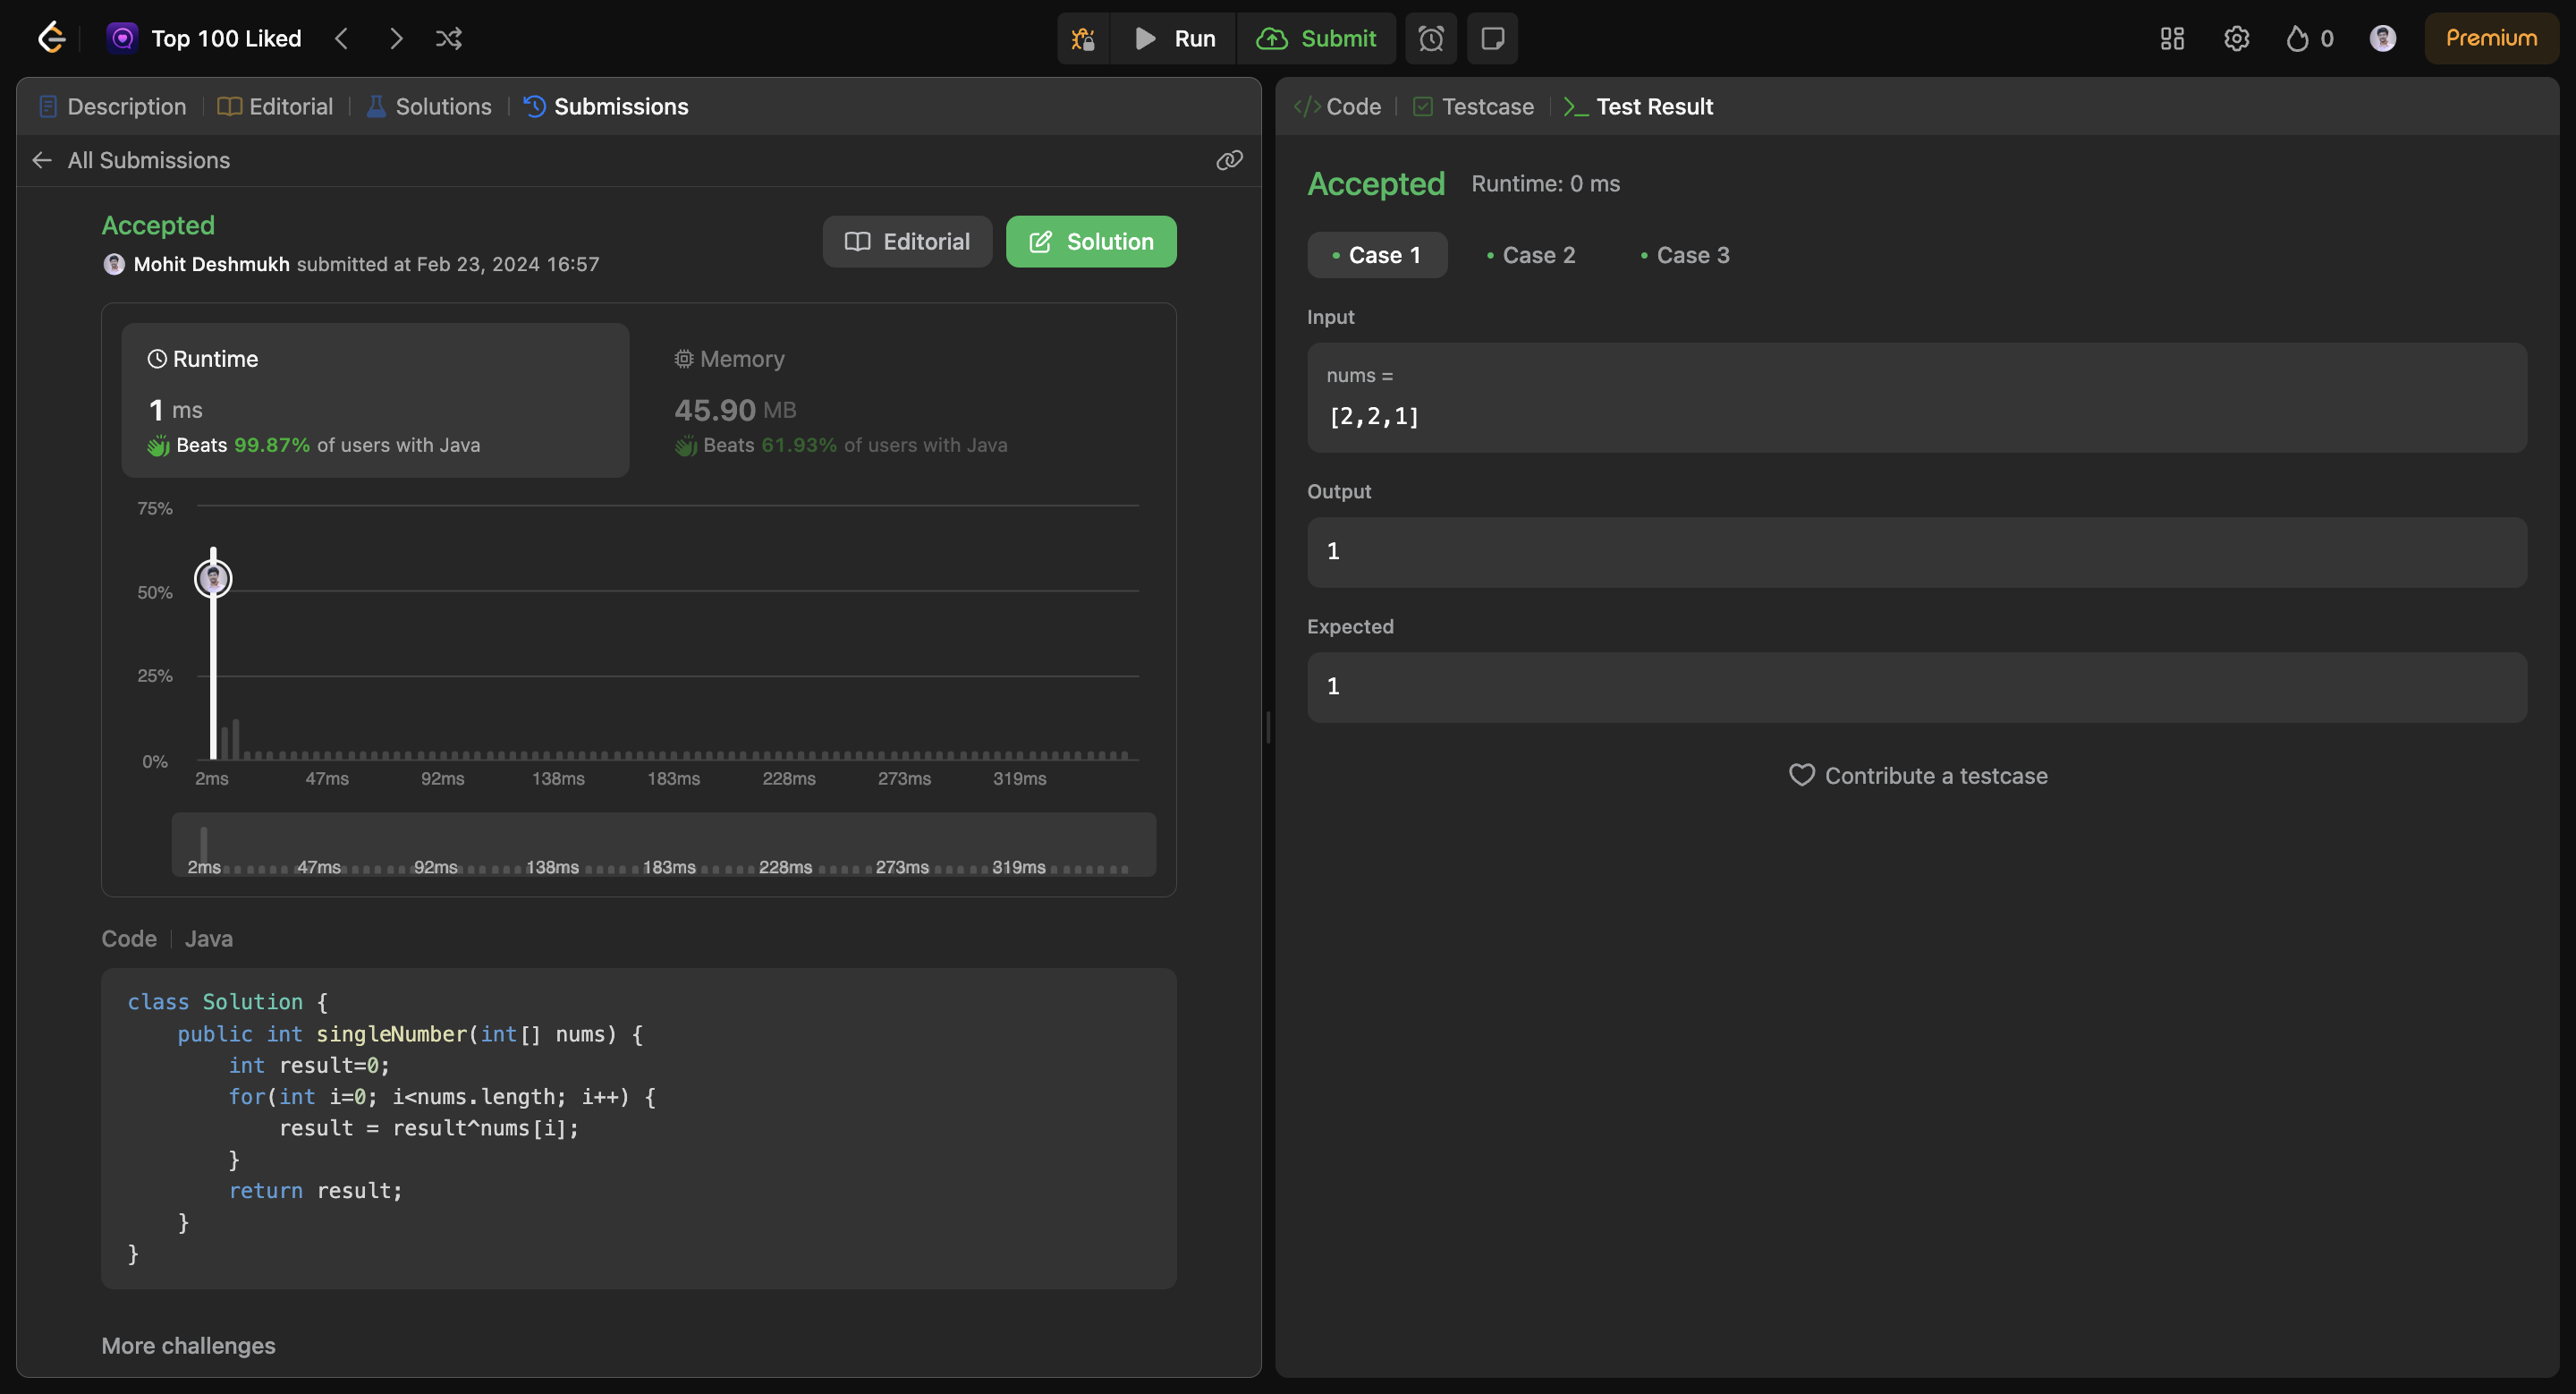 Top 100 Liked
Run
Submit
0
Premium
Description
Editorial
Solutions
Submissions
All Submissions
Accepted
Mohit Deshmukh submitted at Feb 23, 2024 16:57
Editorial
Solution
Runtime
1 ms
Beats 99.87% of users with Java
Memory
45.90 MB
Beats 61.93% of users with Java
75%
50%
25%
0%
2ms 47ms 92ms 138ms 183ms 228ms 273ms 319ms
2ms 47ms 92ms 138ms 183ms 228ms 273ms 319ms
Code
Java
class Solution {
    public int singleNumber(int[] nums) {
        int result=0;
        for(int i=0; i<nums.length; i++) {
            result = result^nums[i];
        }
        return result;
    }
}
More challenges
Code
Testcase
Test Result
Accepted
Runtime: 0 ms
Case 1
Case 2
Case 3
Input
nums =
[2,2,1]
Output
1
Expected
1
Contribute a testcase